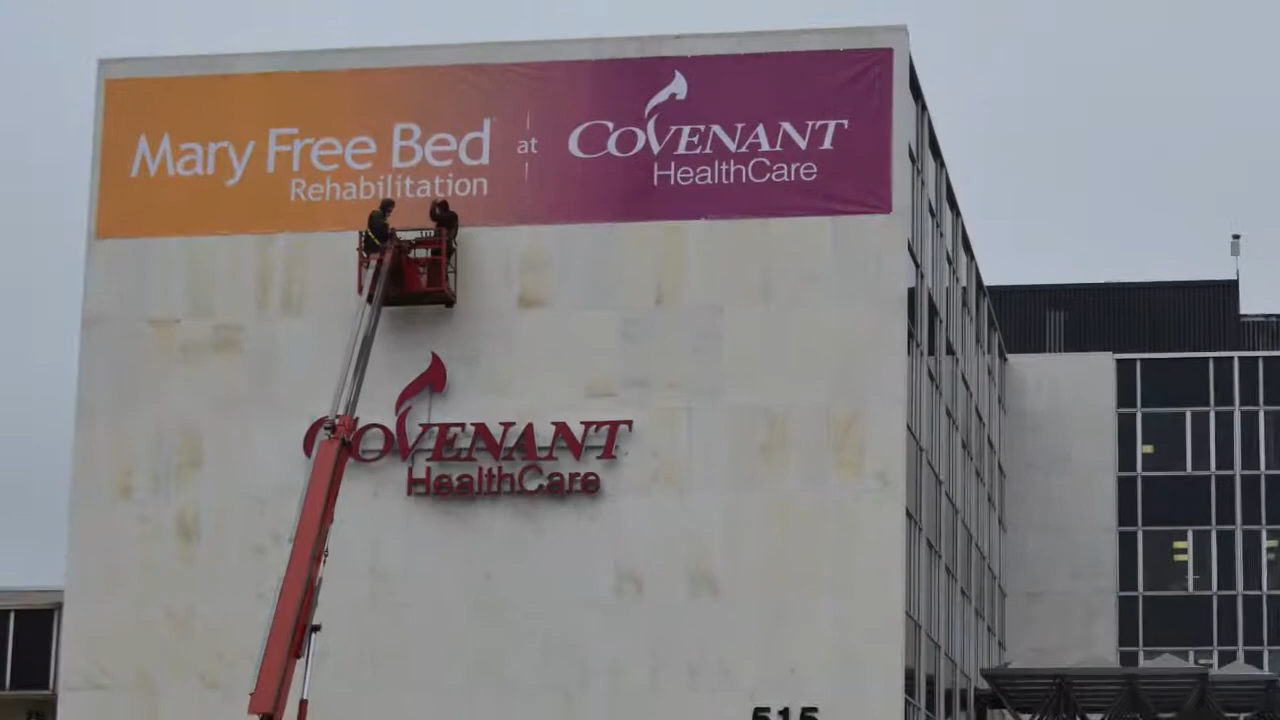 Mary Free Bed
Rehabilitation
at
COVENANT
HealthCare
COVENANT
HealthCare
515